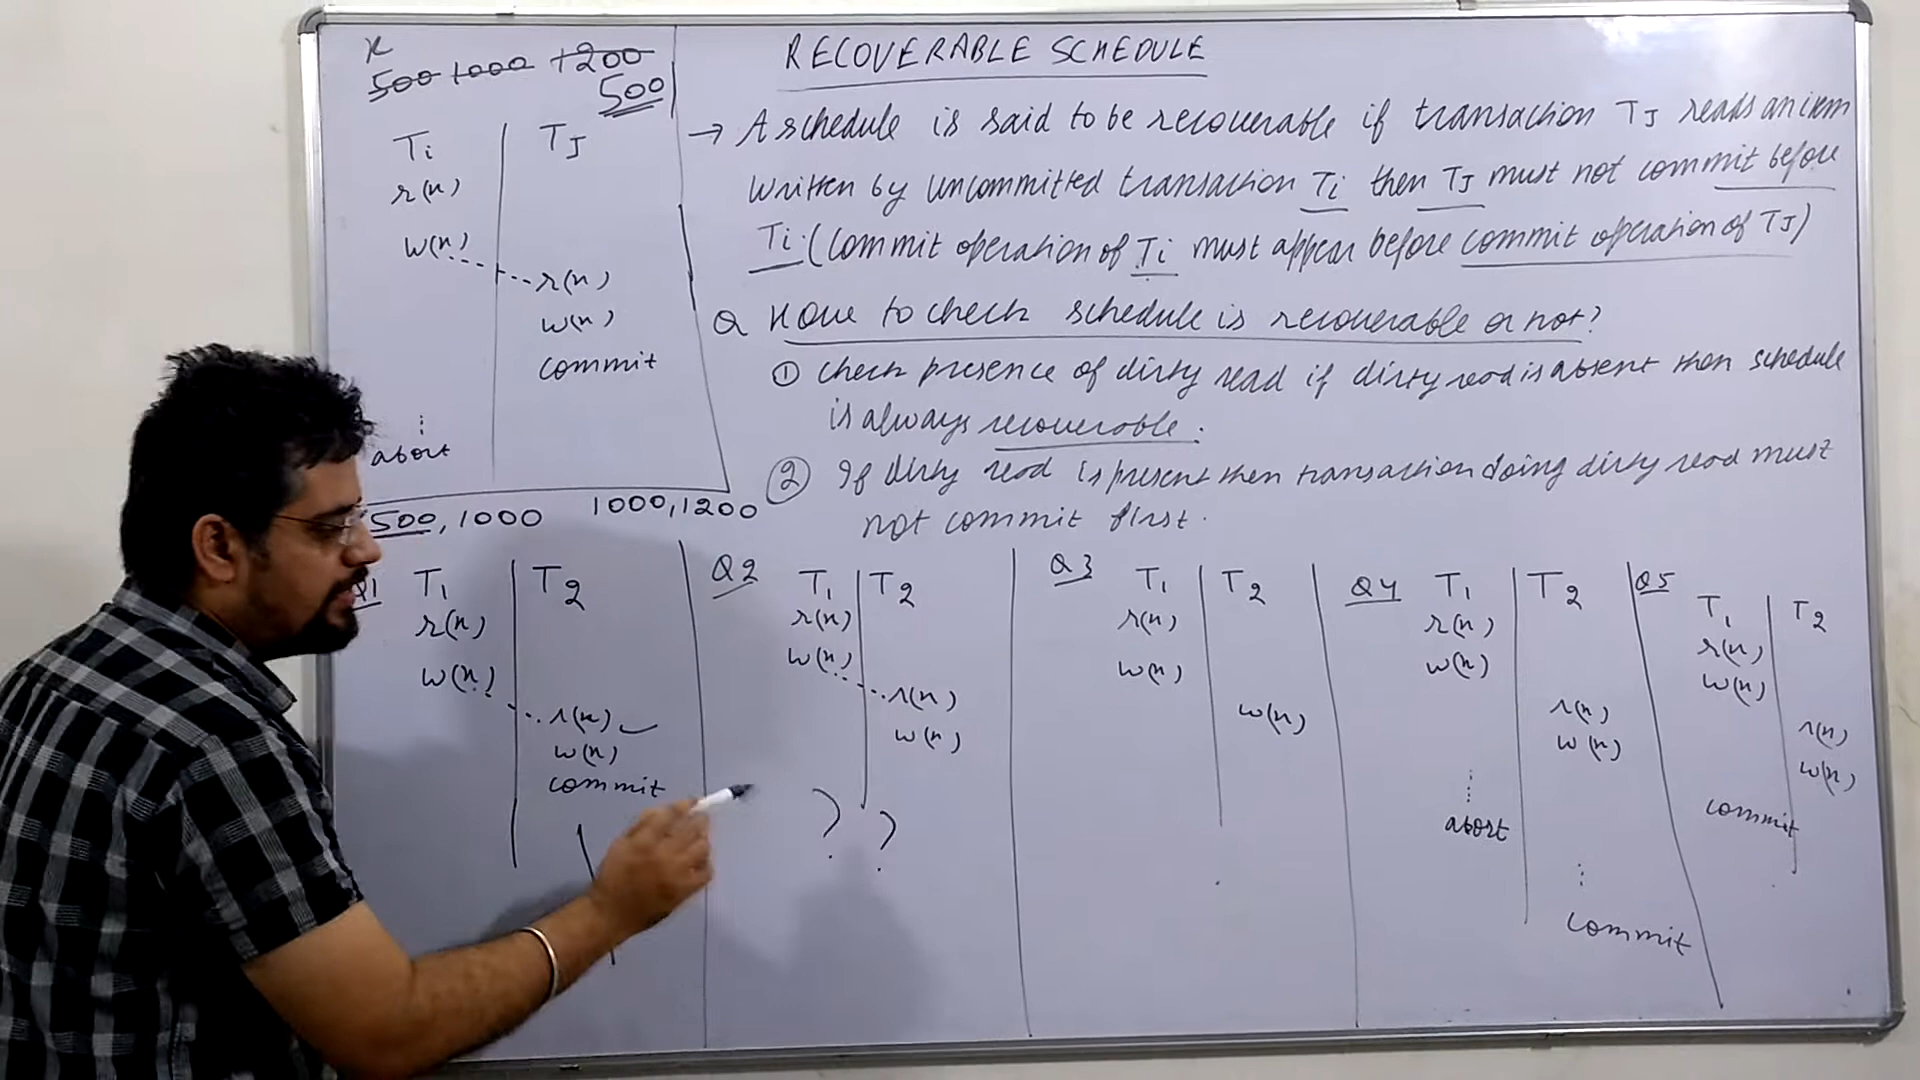 x
500 1000 1200
500
Ti TJ
r(x)
w(x)
r(x)
w(x)
commit
abort
RECOVERABLE SCHEDULE
→ A schedule is said to be recoverable if transaction TJ reads an item
written by uncommitted transaction Ti then TJ must not commit before
Ti. (Commit operation of Ti must appear before commit operation of TJ)
Q How to check schedule is recoverable or not?
① Check presence of dirty read if dirty read is absent then schedule
is always recoverable.
② If dirty read is present then transaction doing dirty read must
not commit first.
500, 1000 1000, 1200
Q1 T1 T2
r(x)
w(x)
r(x) ✓
w(x)
commit
Q2 T1 T2
r(x)
w(x)
r(x)
w(x)
? ?
Q3 T1 T2
r(x)
w(x)
w(x)
Q4 T1 T2
r(x)
w(x)
r(x)
w(x)
abort
commit
Q5 T1 T2
r(x)
w(x)
r(x)
w(x)
commit